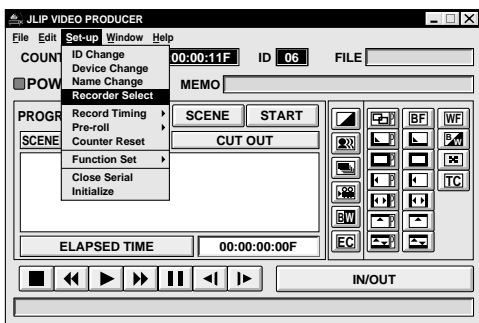 JLIP VIDEO PRODUCER
File Edit Set-up Window Help
COUNT 00:00:11F ID 06 FILE
ID Change
Device Change
Name Change
Recorder Select
Record Timing
Pre-roll
Counter Reset
Function Set
Close Serial
Initialize
POW MEMO
PROGR SCENE START
SCENE CUT OUT
ELAPSED TIME 00:00:00:00F
BF WF
B/W
TC
BW
EC
P
P
P
P
P
P
P
IN/OUT